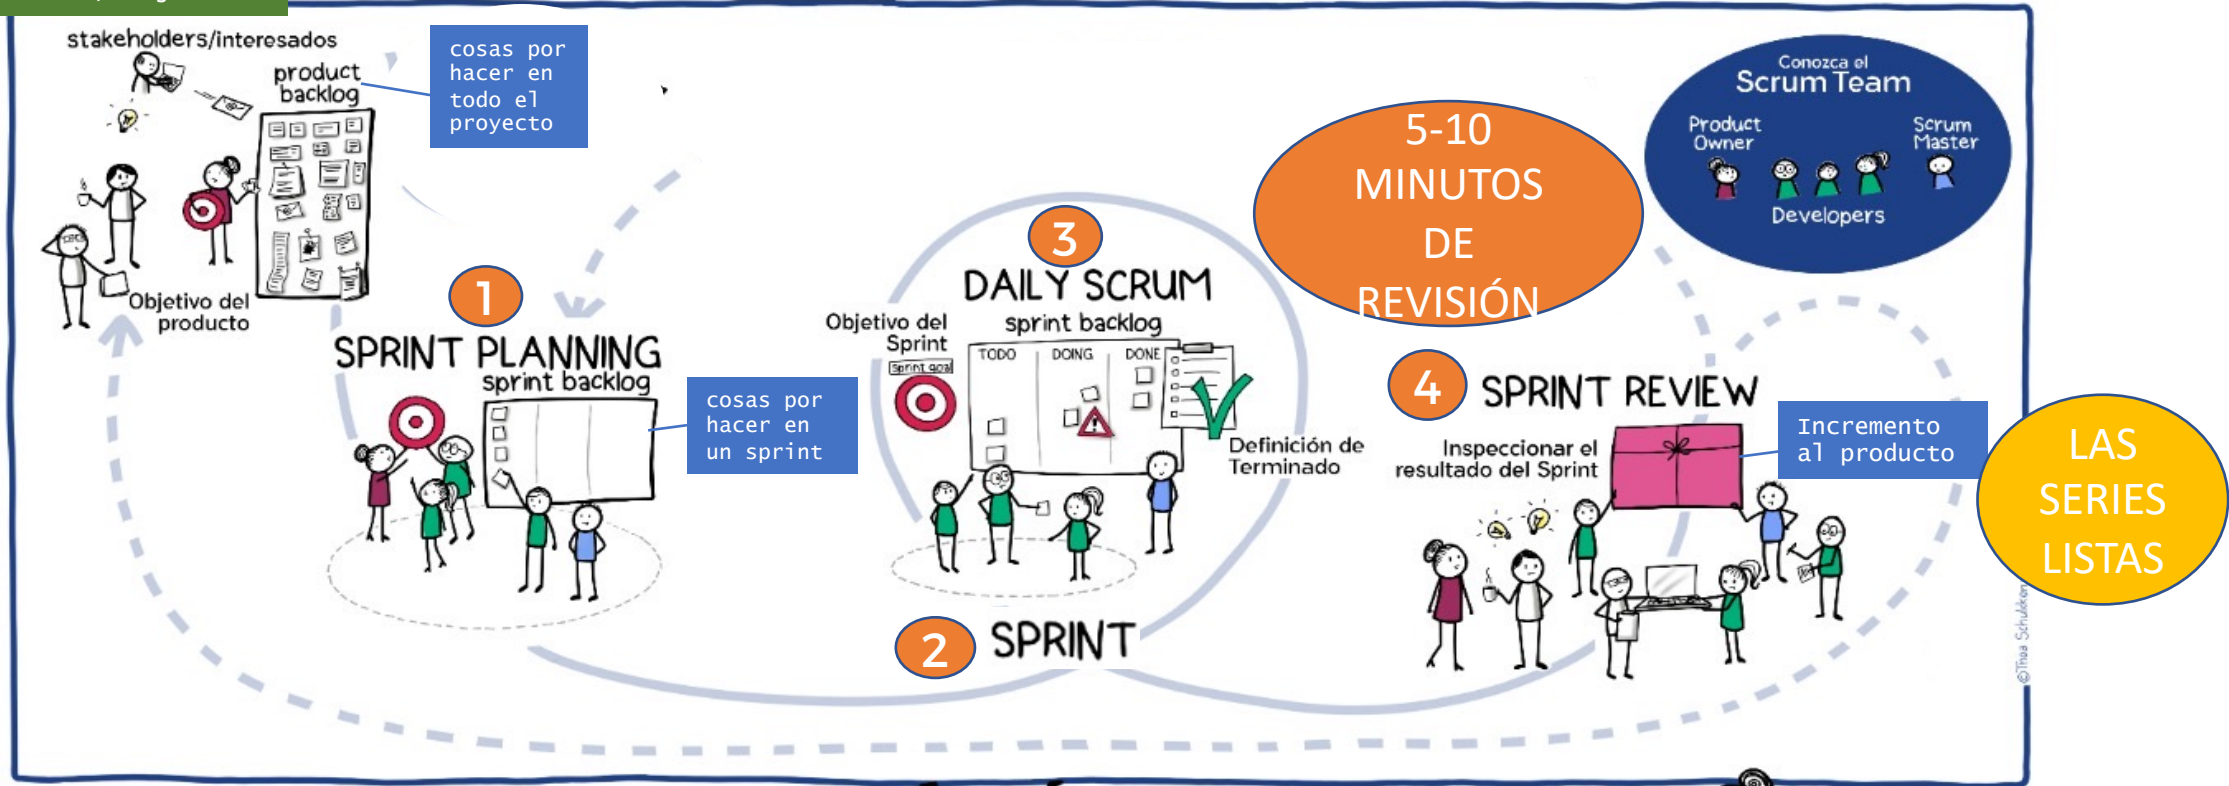 stakeholders/interesados
product
backlog
cosas por
hacer en
todo el
proyecto
Objetivo del
producto
1
SPRINT PLANNING
sprint backlog
cosas por
hacer en
un sprint
3
DAILY SCRUM
sprint backlog
Objetivo del
Sprint
Sprint goal
TODO
DOING
DONE
Definición de
Terminado
2
SPRINT
5-10
MINUTOS
DE
REVISIÓN
4
SPRINT REVIEW
Inspeccionar el
resultado del Sprint
Incremento
al producto
Conozca el
Scrum Team
Product
Owner
Scrum
Master
Developers
LAS
SERIES
LISTAS
©Thea Schukken